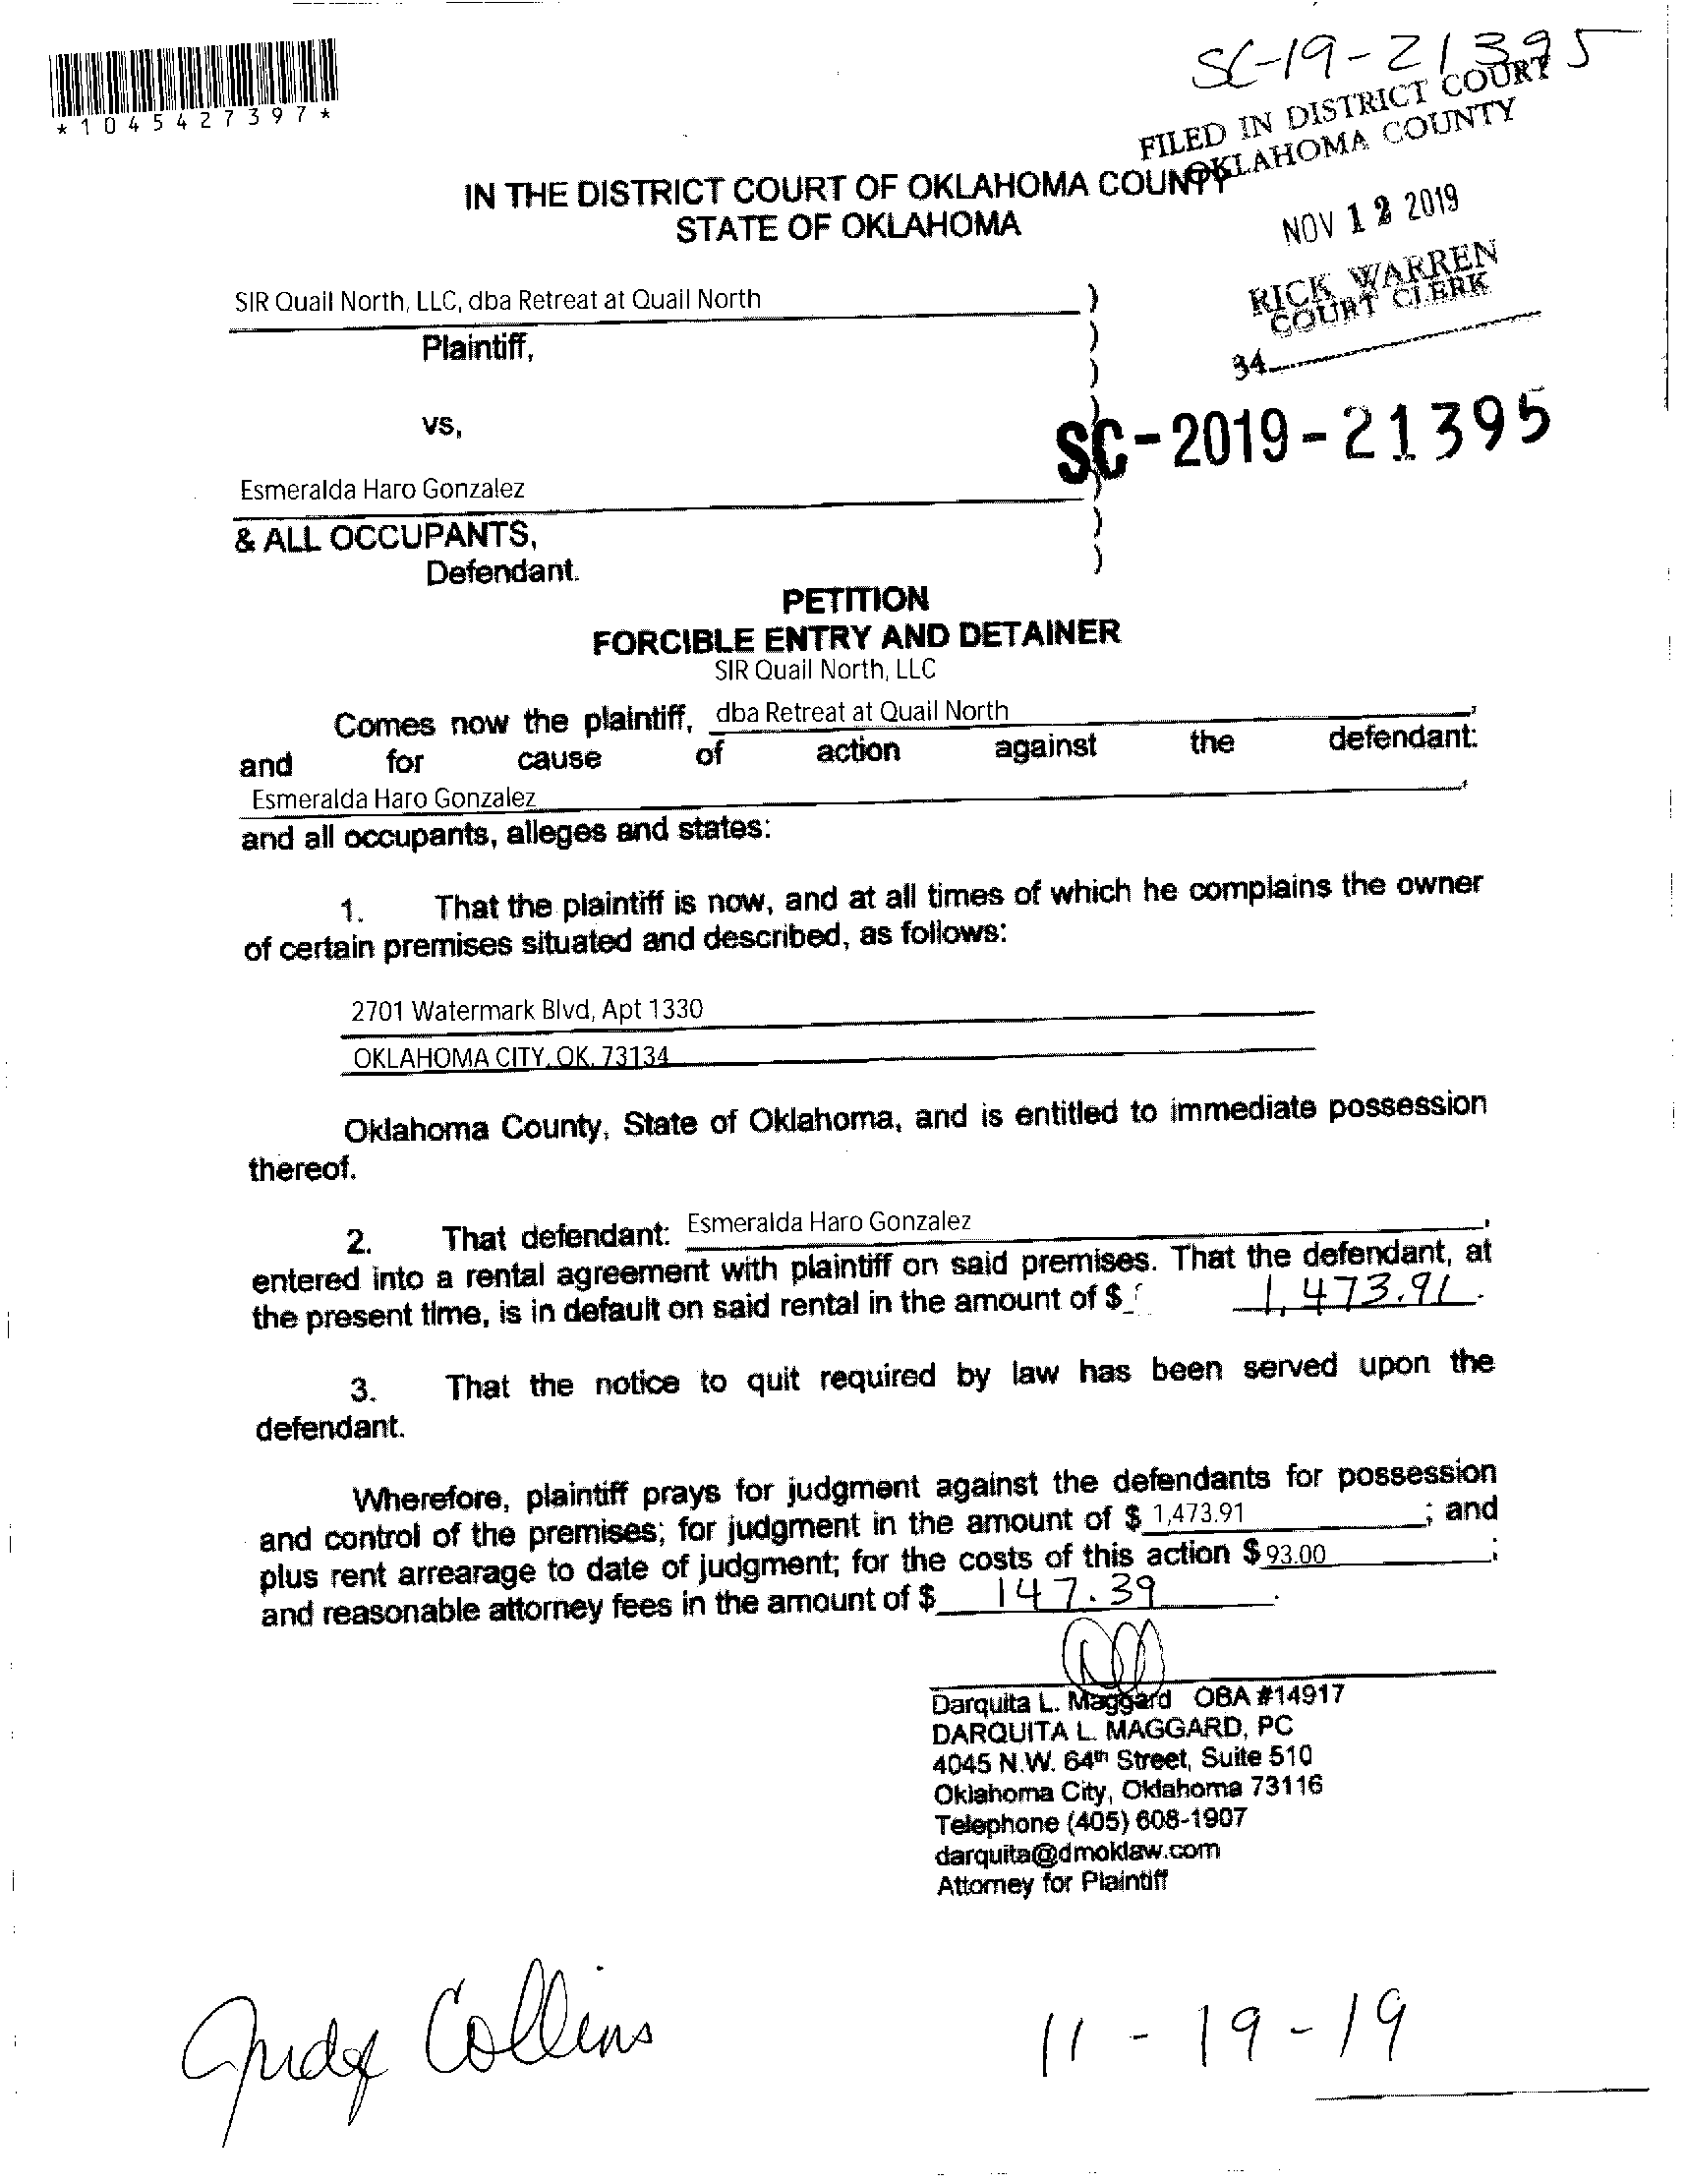 SC-19-21395
*1045427397*
FILED IN DISTRICT COURT
OKLAHOMA COUNTY
IN THE DISTRICT COURT OF OKLAHOMA COUNTY
STATE OF OKLAHOMA
NOV 12 2019
RICK WARREN
COURT CLERK
34
SIR Quail North, LLC, dba Retreat at Quail North )
Plaintiff, )
)
vs, )
SC-2019-21395
Esmeralda Haro Gonzalez )
& ALL OCCUPANTS, )
Defendant. )
PETITION
FORCIBLE ENTRY AND DETAINER
SIR Quail North, LLC
Comes now the plaintiff, dba Retreat at Quail North,
and for cause of action against the defendant:
Esmeralda Haro Gonzalez,
and all occupants, alleges and states:
1. That the plaintiff is now, and at all times of which he complains the owner
of certain premises situated and described, as follows:
2701 Watermark Blvd, Apt 1330
OKLAHOMA CITY, OK, 73134
Oklahoma County, State of Oklahoma, and is entitled to immediate possession
thereof.
2. That defendant: Esmeralda Haro Gonzalez,
entered into a rental agreement with plaintiff on said premises. That the defendant, at
the present time, is in default on said rental in the amount of $ 1,473.91.
3. That the notice to quit required by law has been served upon the
defendant.
Wherefore, plaintiff prays for judgment against the defendants for possession
and control of the premises; for judgment in the amount of $ 1,473.91; and
plus rent arrearage to date of judgment; for the costs of this action $ 93.00;
and reasonable attorney fees in the amount of $ 147.39.
Darquita L. Maggard OBA #14917
DARQUITA L. MAGGARD, PC
4045 N.W. 64th Street, Suite 510
Oklahoma City, Oklahoma 73116
Telephone (405) 608-1907
darquita@dmoklaw.com
Attorney for Plaintiff
Judge Collins 11-19-19